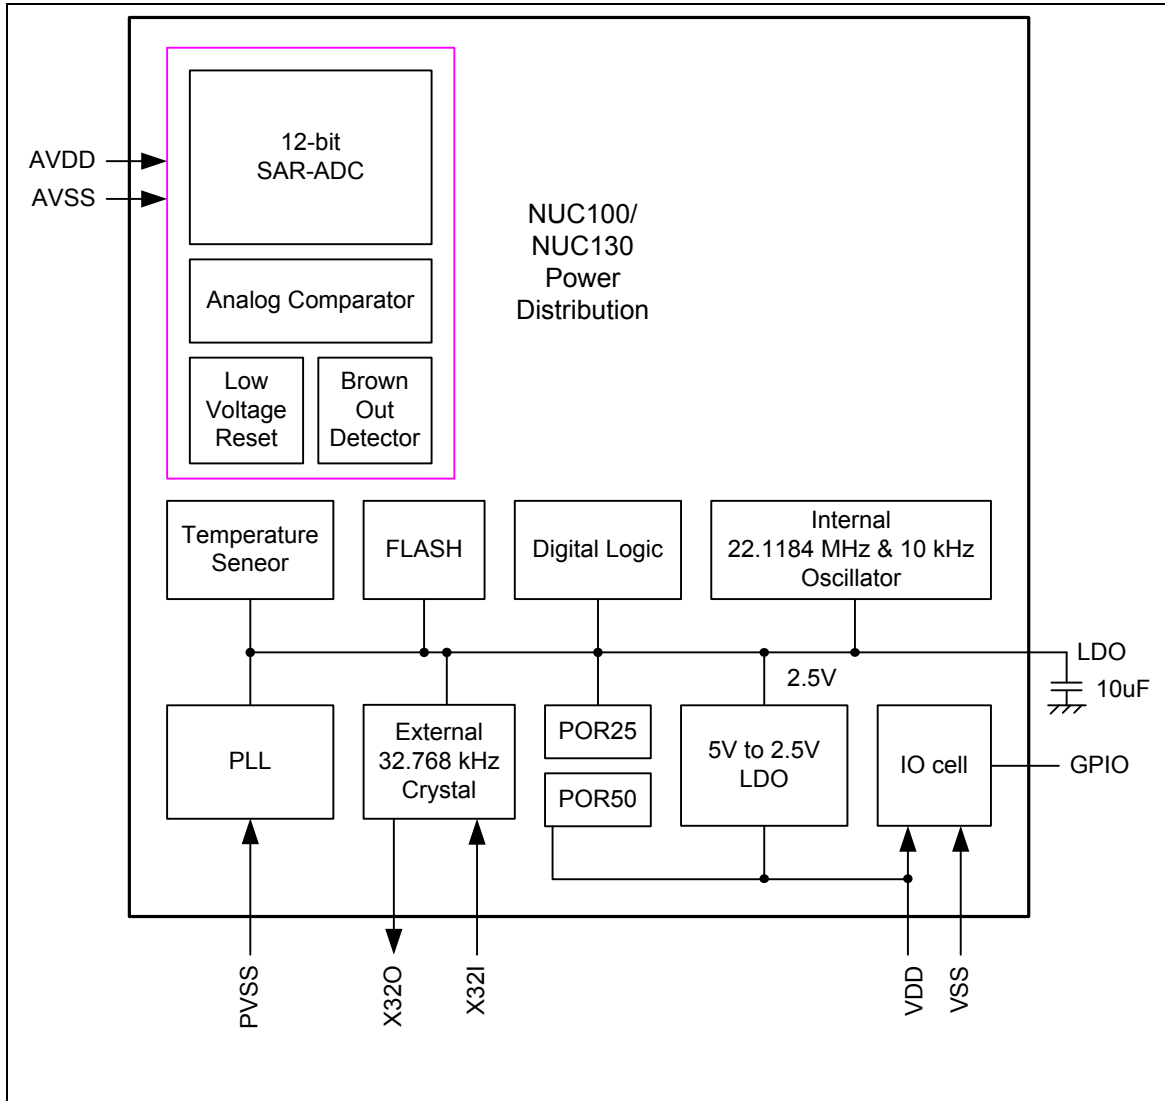 AVDD
AVSS
12-bit
SAR-ADC
Analog Comparator
Low
Voltage
Reset
Brown
Out
Detector
NUC100/
NUC130
Power
Distribution
Temperature
Seneor
FLASH
Digital Logic
Internal
22.1184 MHz & 10 kHz
Oscillator
LDO
10uF
2.5V
PLL
External
32.768 kHz
Crystal
POR25
POR50
5V to 2.5V
LDO
IO cell
GPIO
PVSS
X32O
X32I
VDD
VSS